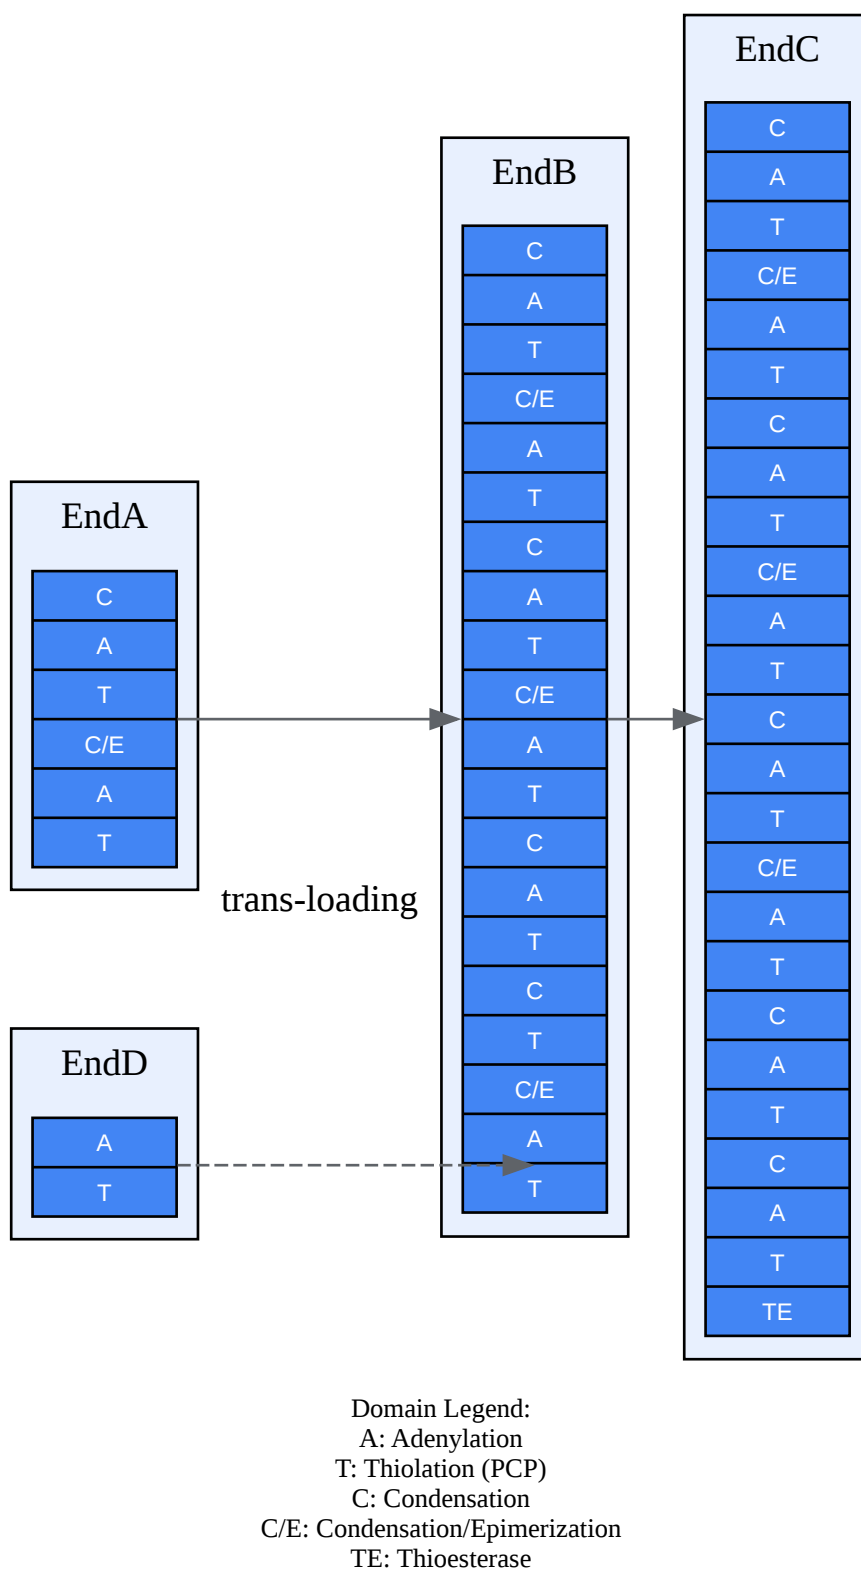 EndA
C
A
T
C/E
A
T
trans-loading
EndD
A
T
EndB
C
A
T
C/E
A
T
C
A
T
C/E
A
T
C
A
T
C
T
C/E
A
T
EndC
C
A
T
C/E
A
T
C
A
T
C/E
A
T
C
A
T
C/E
A
T
C
A
T
C
A
T
TE
Domain Legend:
A: Adenylation
T: Thiolation (PCP)
C: Condensation
C/E: Condensation/Epimerization
TE: Thioesterase